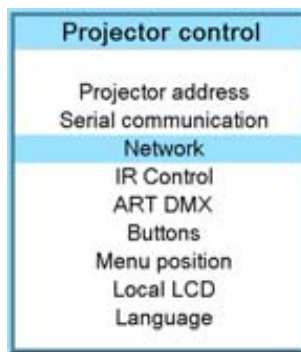 Projector control
Projector address
Serial communication
Network
IR Control
ART DMX
Buttons
Menu position
Local LCD
Language